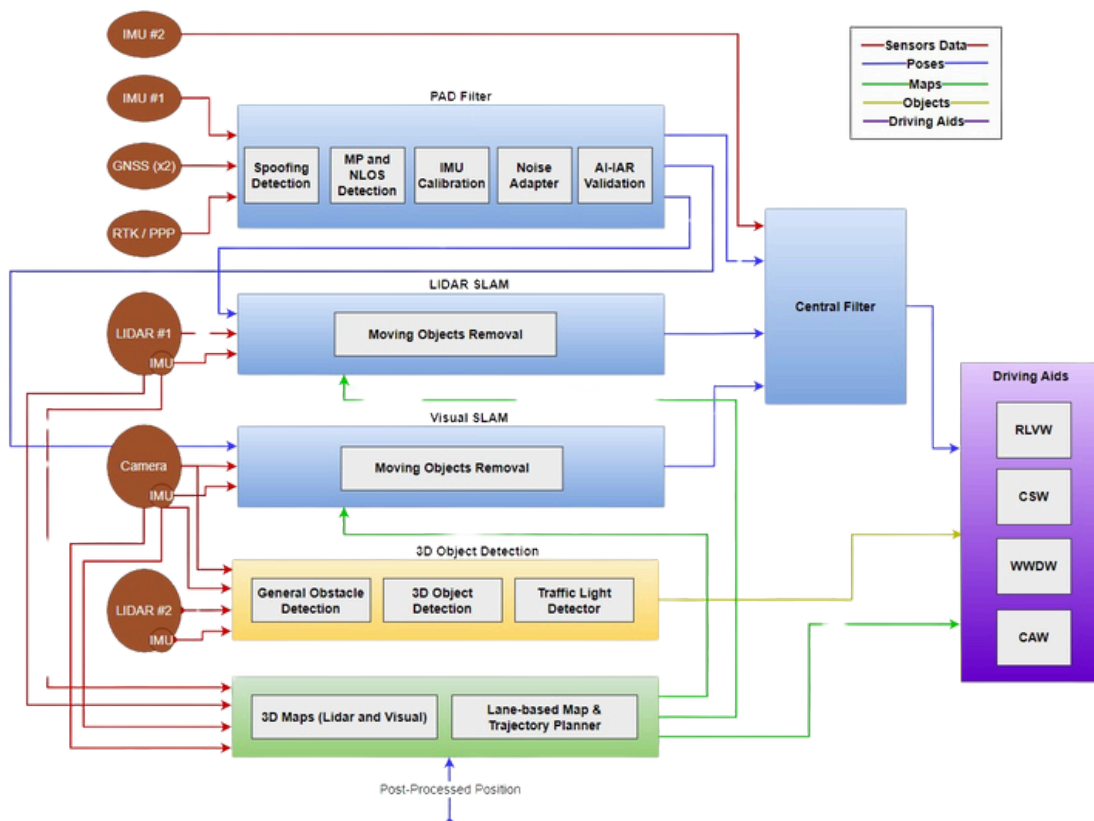 IMU #2
Sensors Data
Poses
Maps
Objects
Driving Aids
IMU #1
PAD Filter
GNSS (x2)
Spoofing
Detection
MP and
NLOS
Detection
IMU
Calibration
Noise
Adapter
AI-IAR
Validation
RTK / PPP
LIDAR SLAM
Central Filter
LIDAR #1
IMU
Moving Objects Removal
Driving Aids
RLVW
CSW
WWDW
CAW
Visual SLAM
Camera
IMU
Moving Objects Removal
3D Object Detection
LIDAR #2
IMU
General Obstacle
Detection
3D Object
Detection
Traffic Light
Detector
3D Maps (Lidar and Visual)
Lane-based Map &
Trajectory Planner
Post-Processed Position